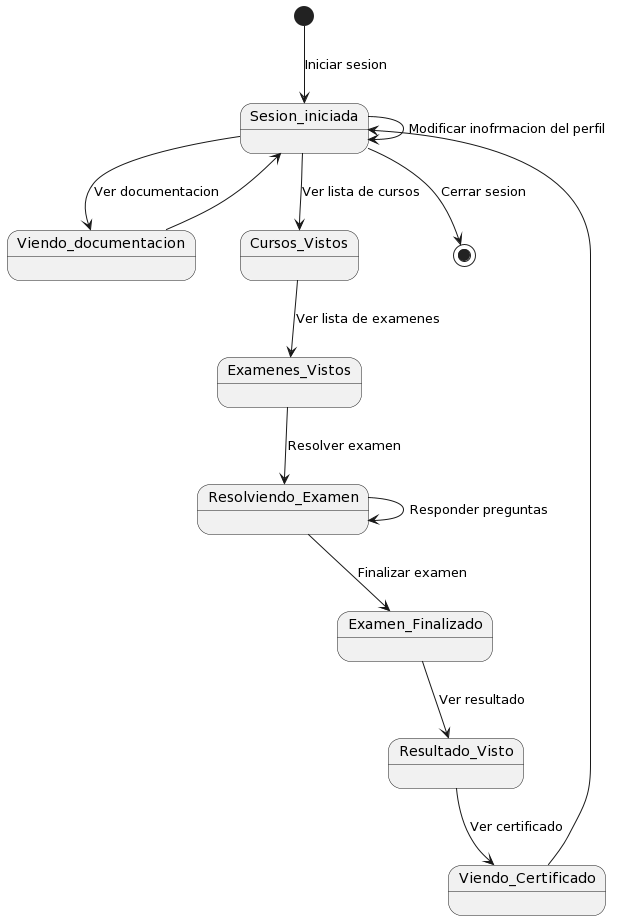 Iniciar sesion
Sesion_iniciada
Modificar inofrmacion del perfil
Ver documentacion
Ver lista de cursos
Cerrar sesion
Viendo_documentacion
Cursos_Vistos
Ver lista de examenes
Examenes_Vistos
Resolver examen
Resolviendo_Examen
Responder preguntas
Finalizar examen
Examen_Finalizado
Ver resultado
Resultado_Visto
Ver certificado
Viendo_Certificado